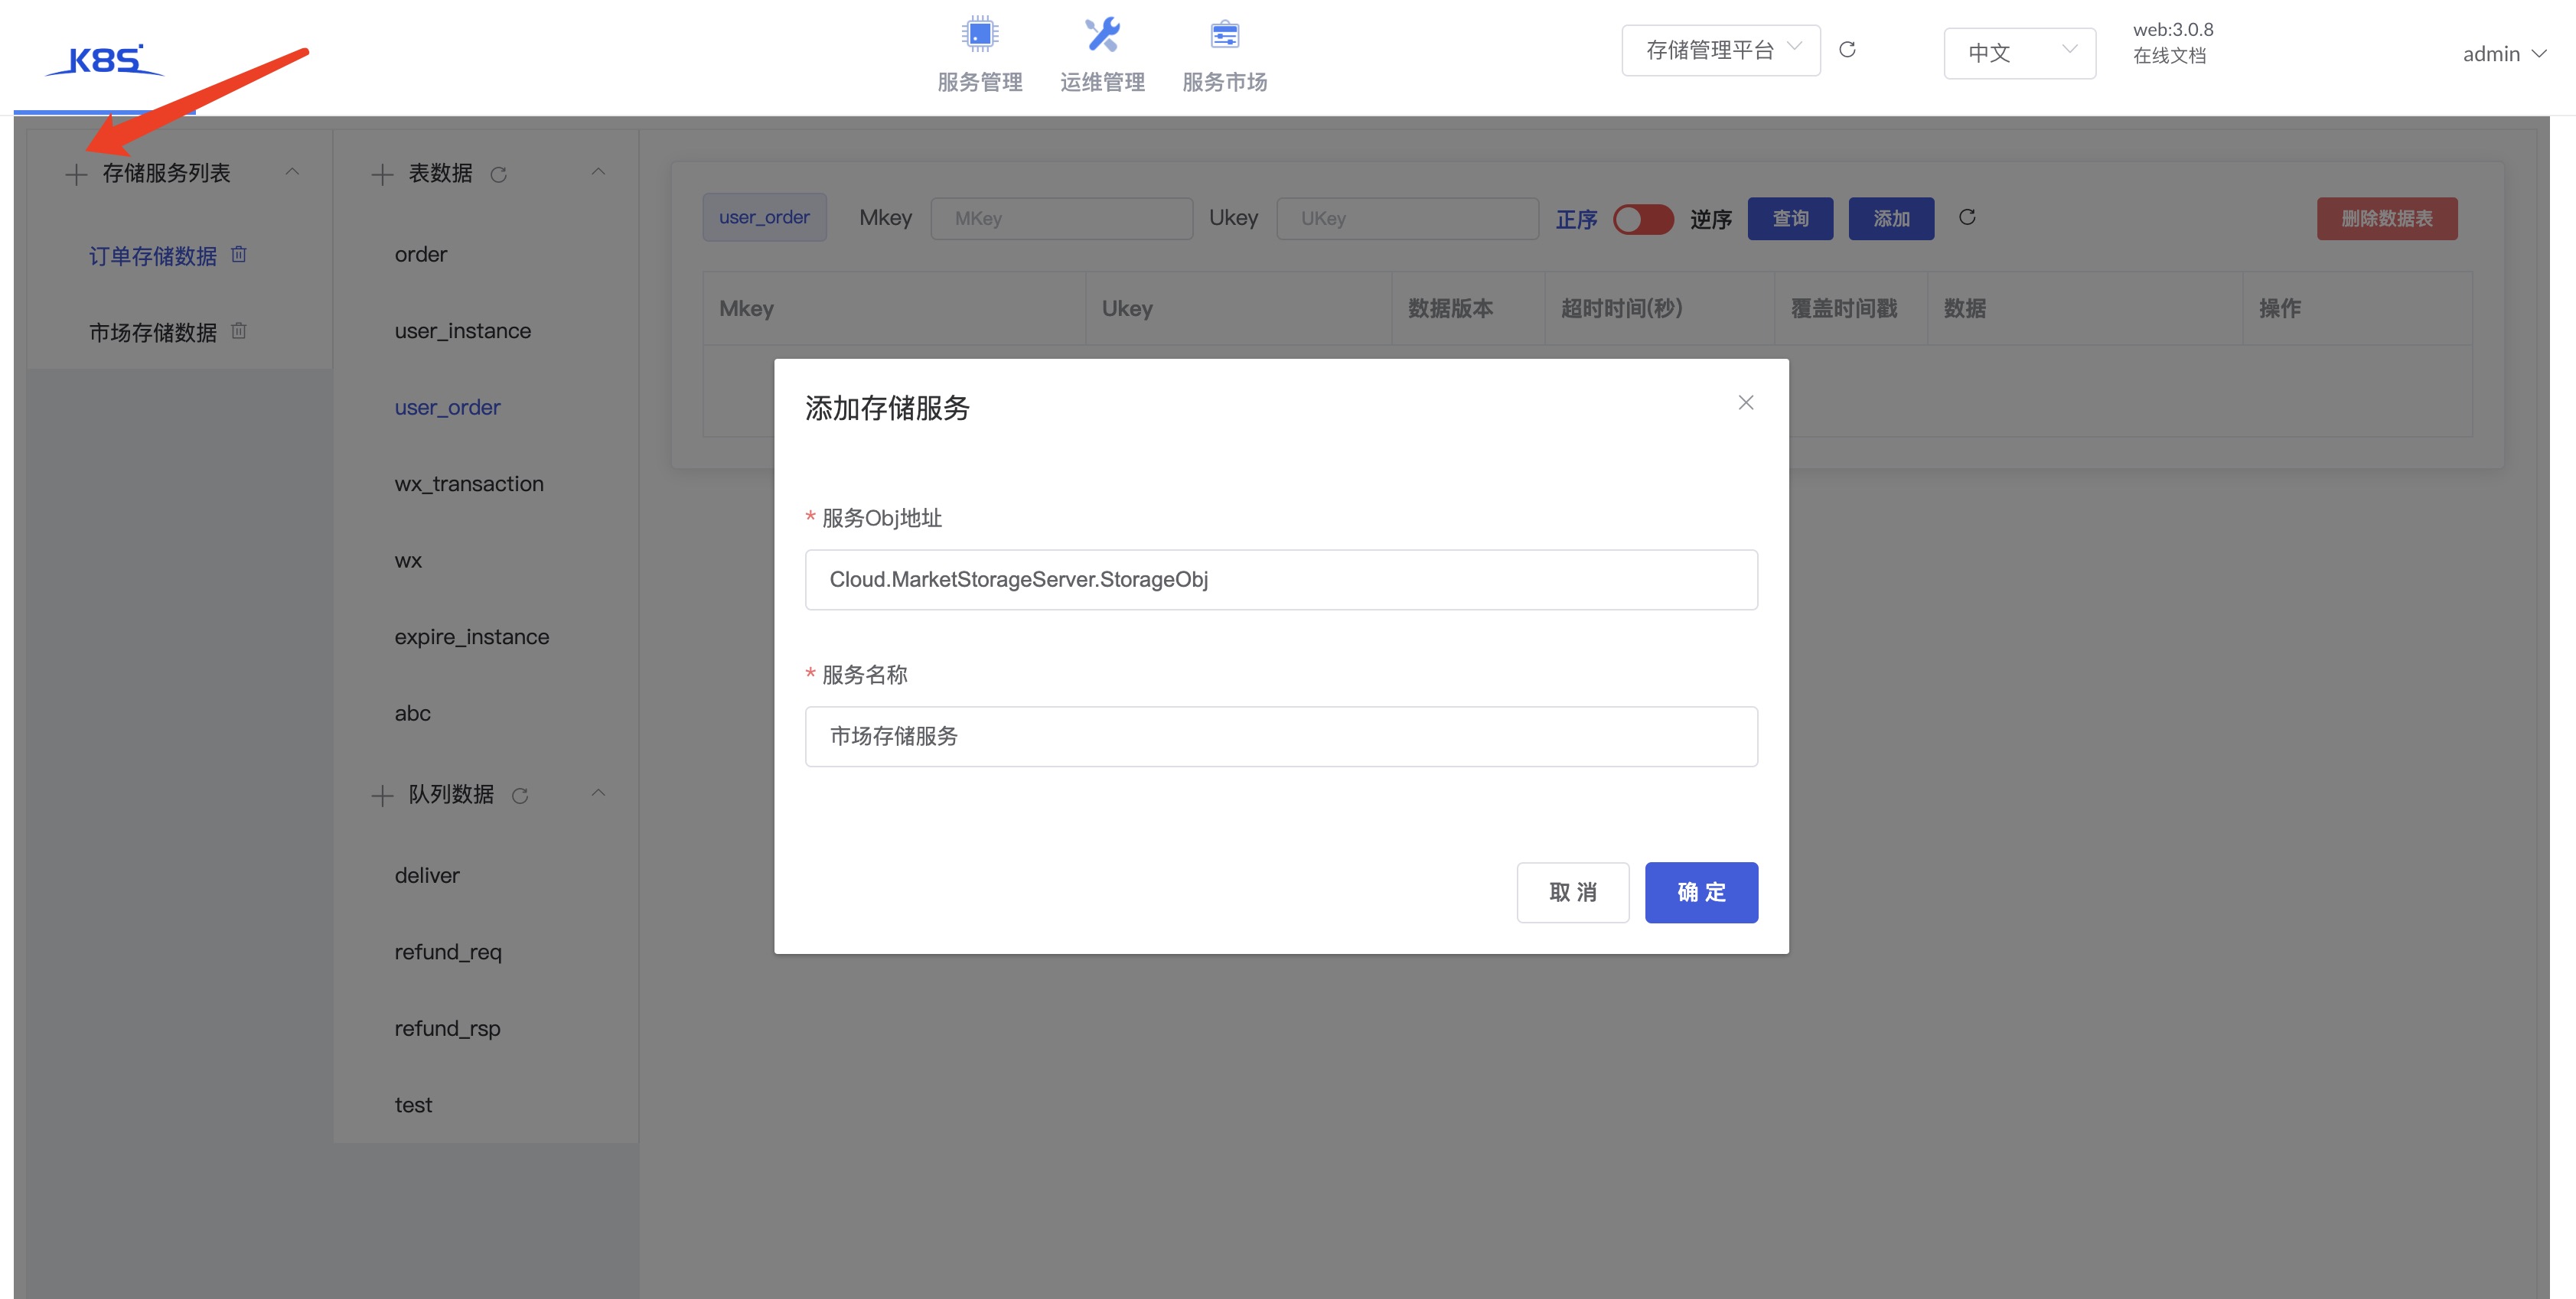 K8S
服务管理
运维管理
服务市场
存储管理平台
中文
web:3.0.8
在线文档
admin
存储服务列表
订单存储数据
市场存储数据
表数据
order
user_instance
user_order
wx_transaction
wx
expire_instance
abc
队列数据
deliver
refund_req
refund_rsp
test
user_order
Mkey
MKey
Ukey
UKey
正序
逆序
查询
添加
删除数据表
Mkey
Ukey
数据版本
超时时间(秒)
覆盖时间戳
数据
操作
添加存储服务
* 服务Obj地址
Cloud.MarketStorageServer.StorageObj
* 服务名称
市场存储服务
取 消
确 定